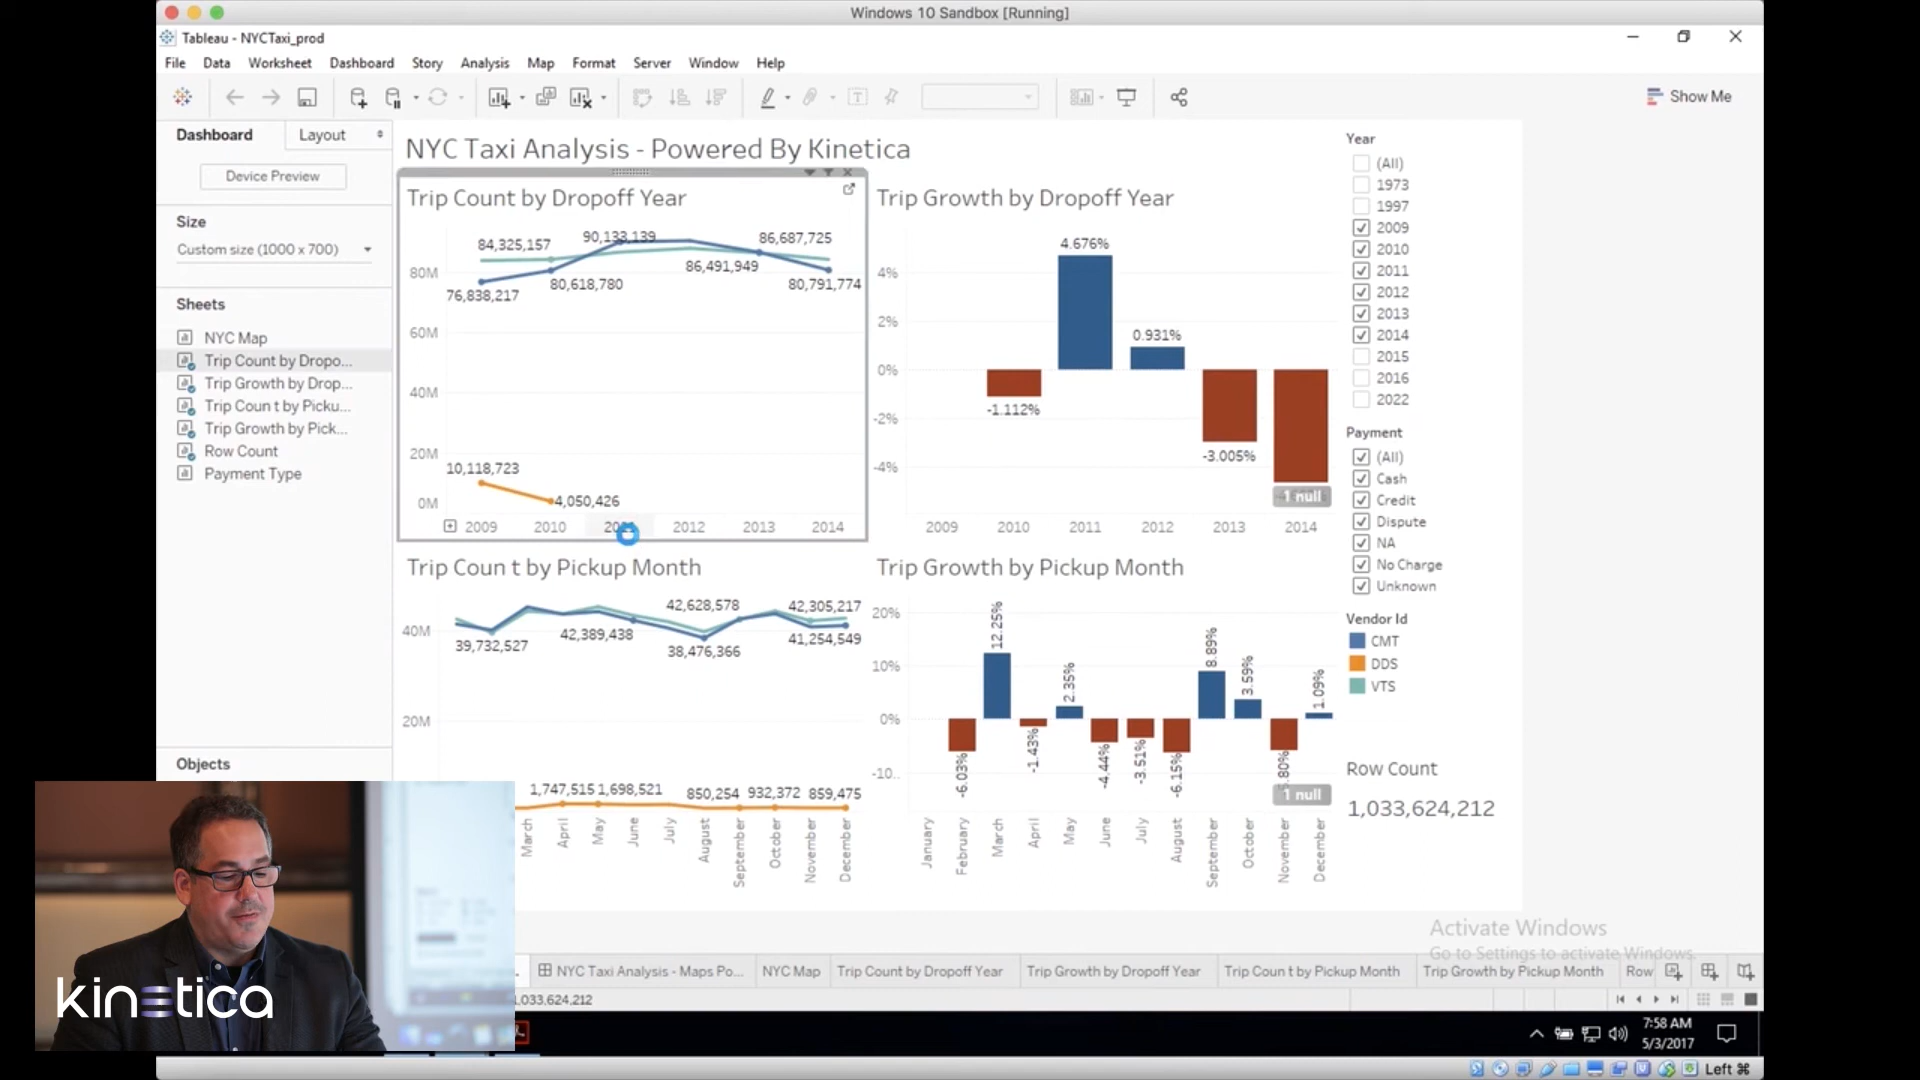 Windows 10 Sandbox [Running]
Tableau - NYCTaxi_prod
File Data Worksheet Dashboard Story Analysis Map Format Server Window Help
Show Me
Dashboard Layout
Device Preview
Size
Custom size (1000 x 700)
Sheets
NYC Map
Trip Count by Dropo...
Trip Growth by Drop...
Trip Coun t by Picku...
Trip Growth by Pick...
Row Count
Payment Type
Objects
NYC Taxi Analysis - Powered By Kinetica
Trip Count by Dropoff Year
84,325,157
90,133,139
86,687,725
80M
76,838,217
80,618,780
86,491,949
80,791,774
60M
40M
20M
10,118,723
4,050,426
0M
2009 2010 2012 2013 2014
Trip Growth by Dropoff Year
4.676%
4%
2%
0.931%
0%
-1.112%
-2%
-3.005%
-4%
1 null
2009 2010 2011 2012 2013 2014
Trip Coun t by Pickup Month
42,628,578
42,305,217
40M
39,732,527
42,389,438
38,476,366
41,254,549
20M
1,747,515 1,698,521 850,254 932,372 859,475
March April May June July August September October November December
Trip Growth by Pickup Month
20%
10%
0%
-10..
-6.03%
12.25%
-1.43%
2.35%
-4.44%
-3.51%
-6.15%
8.89%
3.59%
.80%
1.09%
1 null
January February March April May June July August September October November December
Year
(All)
1973
1997
2009
2010
2011
2012
2013
2014
2015
2016
2022
Payment
(All)
Cash
Credit
Dispute
NA
No Charge
Unknown
Vendor Id
CMT
DDS
VTS
Row Count
1,033,624,212
Activate Windows
Go to Settings to activate Windows.
NYC Taxi Analysis - Maps Po... NYC Map Trip Count by Dropoff Year Trip Growth by Dropoff Year Trip Coun t by Pickup Month Trip Growth by Pickup Month Row
1,033,624,212
kinetica
7:58 AM
5/3/2017
Left ⌘